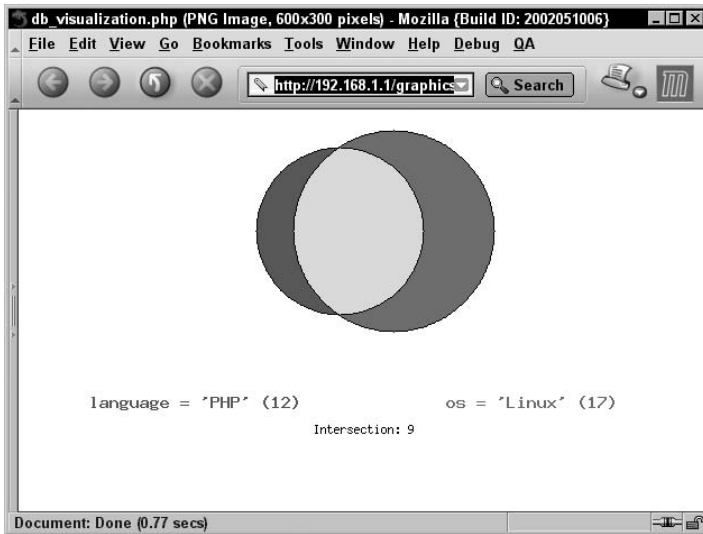 db_visualization.php (PNG Image, 600x300 pixels) - Mozilla {Build ID: 2002051006}
File Edit View Go Bookmarks Tools Window Help Debug QA
http://192.168.1.1/graphics Search
language = 'PHP' (12) os = 'Linux' (17)
Intersection: 9
Document: Done (0.77 secs)